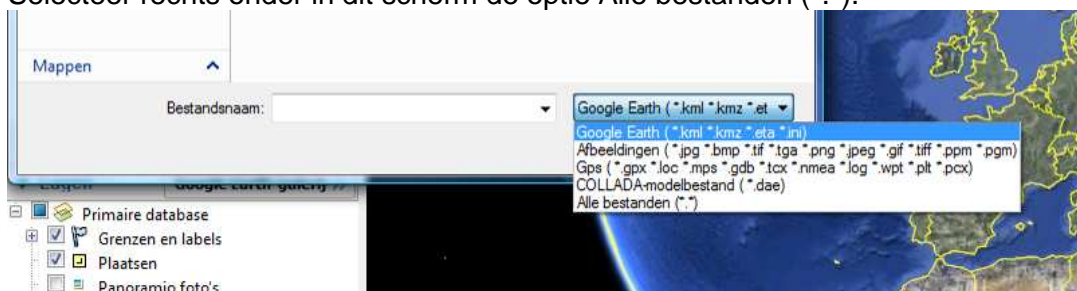 Selecteer rechts onder in dit scherm de optie Alle bestanden (*.*).
Mappen
Bestandsnaam:
Google Earth ( *.kml *.kmz *.et
Google Earth ( *.kml *.kmz *.eta *.ini)
Afbeeldingen ( *.jpg *.bmp *.tif *.tga *.png *.jpeg *.gif *.tiff *.ppm *.pgm)
Gps ( *.gpx *.loc *.mps *.gdb *.tcx *.nmea *.log *.wpt *.plt *.pcx)
COLLADA-modelbestand ( *.dae)
Alle bestanden (*.*)
Lagen
Google Earth galerij >>
Primaire database
Grenzen en labels
Plaatsen
Panoramio foto's